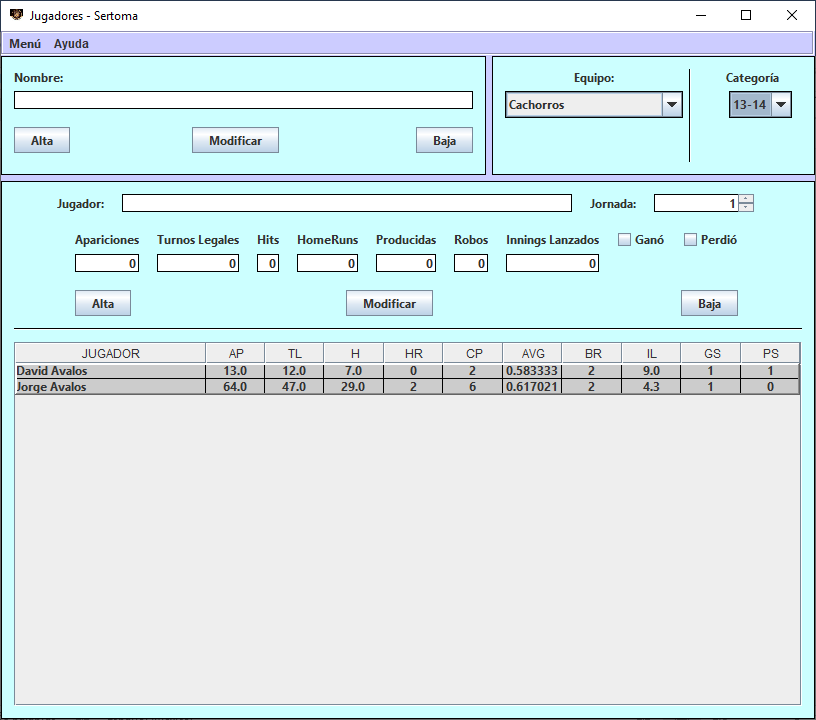 Jugadores - Sertoma
Menú Ayuda
Nombre:
Alta Modificar Baja
Equipo: Categoría
Cachorros 13-14
Jugador: Jornada: 1
Apariciones Turnos Legales Hits HomeRuns Producidas Robos Innings Lanzados Ganó Perdió
0 0 0 0 0 0 0
Alta Modificar Baja
JUGADOR AP TL H HR CP AVG BR IL GS PS
David Avalos 13.0 12.0 7.0 0 2 0.583333 2 9.0 1 1
Jorge Avalos 64.0 47.0 29.0 2 6 0.617021 2 4.3 1 0